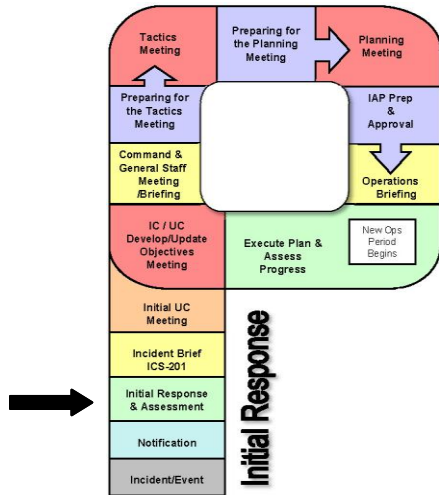 Tactics
Meeting
Preparing for
the Planning
Meeting
Planning
Meeting
Preparing for
the Tactics
Meeting
IAP Prep
&
Approval
Command &
General Staff
Meeting
/Briefing
Operations
Briefing
IC / UC
Develop/Update
Objectives
Meeting
Execute Plan &
Assess
Progress
New Ops
Period
Begins
Initial UC
Meeting
Incident Brief
ICS-201
Initial Response
& Assessment
Notification
Incident/Event
Initial Response